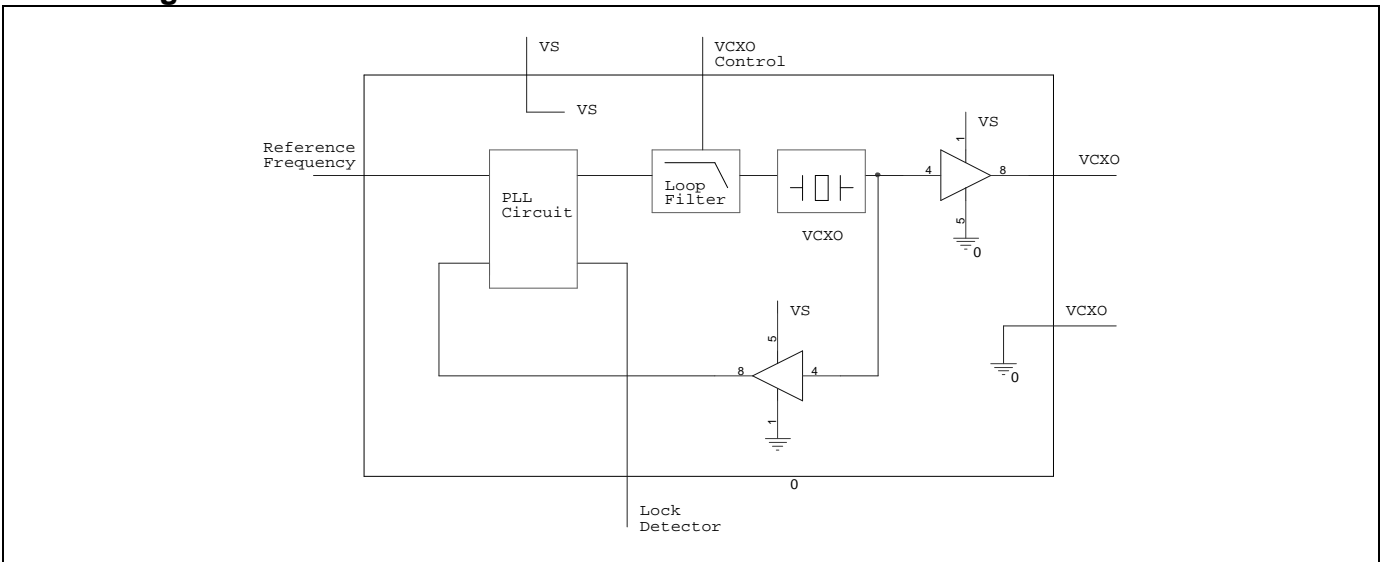 VS
VCXO
Control
VS
VS
Reference
Frequency
1
VCXO
4
8
Loop
Filter
PLL
Circuit
5
VCXO
0
VS
VCXO
5
0
8
4
1
0
Lock
Detector